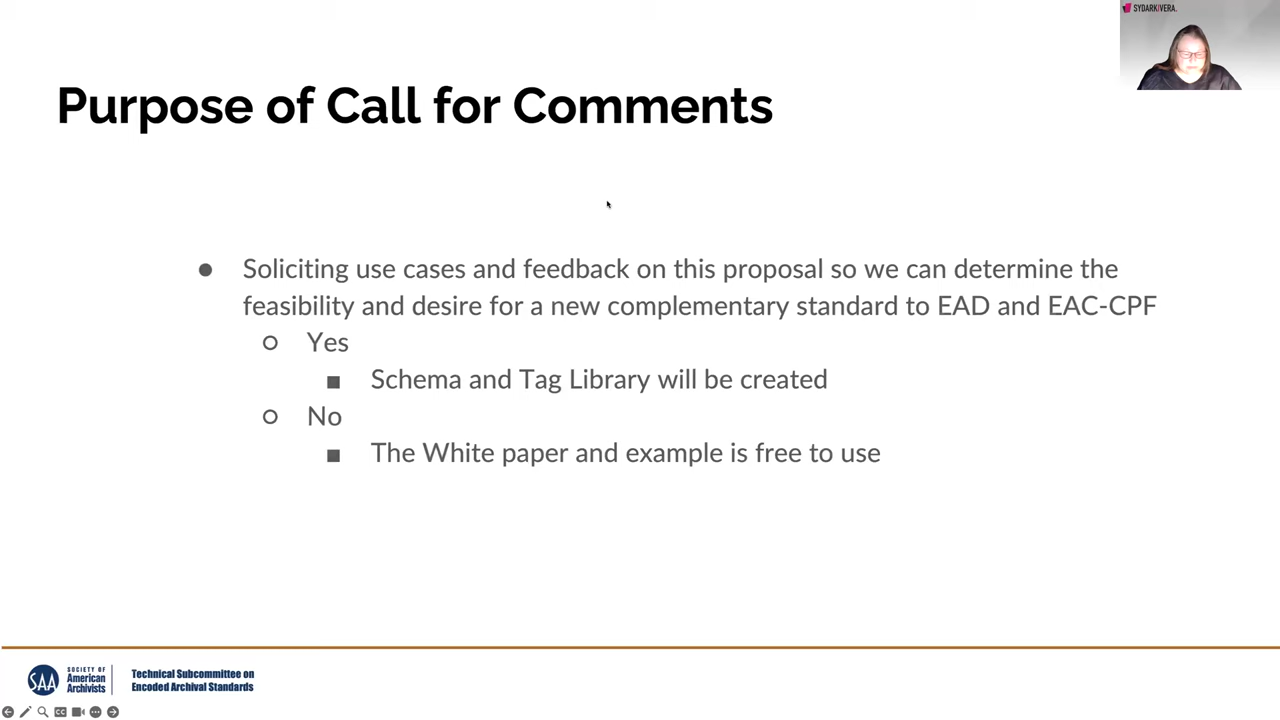 SYDARKIVERA.
Purpose of Call for Comments
● Soliciting use cases and feedback on this proposal so we can determine the
feasibility and desire for a new complementary standard to EAD and EAC-CPF
○ Yes
■ Schema and Tag Library will be created
○ No
■ The White paper and example is free to use
SAA
SOCIETY OF
American
Archivists
Technical Subcommittee on
Encoded Archival Standards
CC